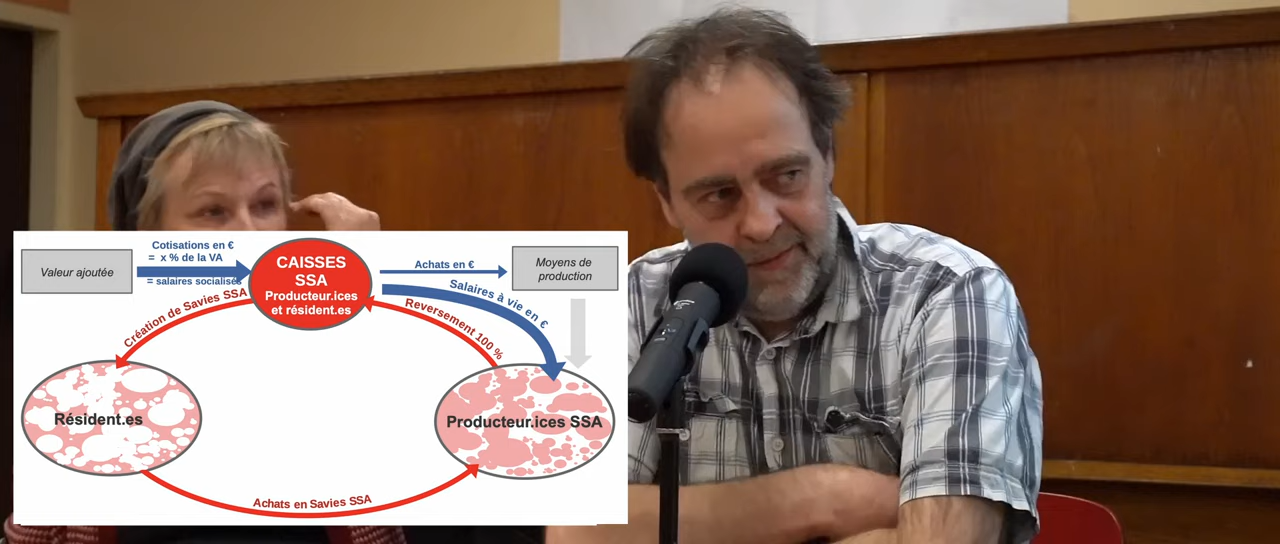 Valeur ajoutée
Cotisations en €
= x % de la VA
= salaires socialisés
CAISSES
SSA
Producteur.ices
et résident.es
Achats en €
Moyens de
production
Salaires à vie en €
Création de Savies SSA
Reversement 100 %
Résident.es
Producteur.ices SSA
Achats en Savies SSA